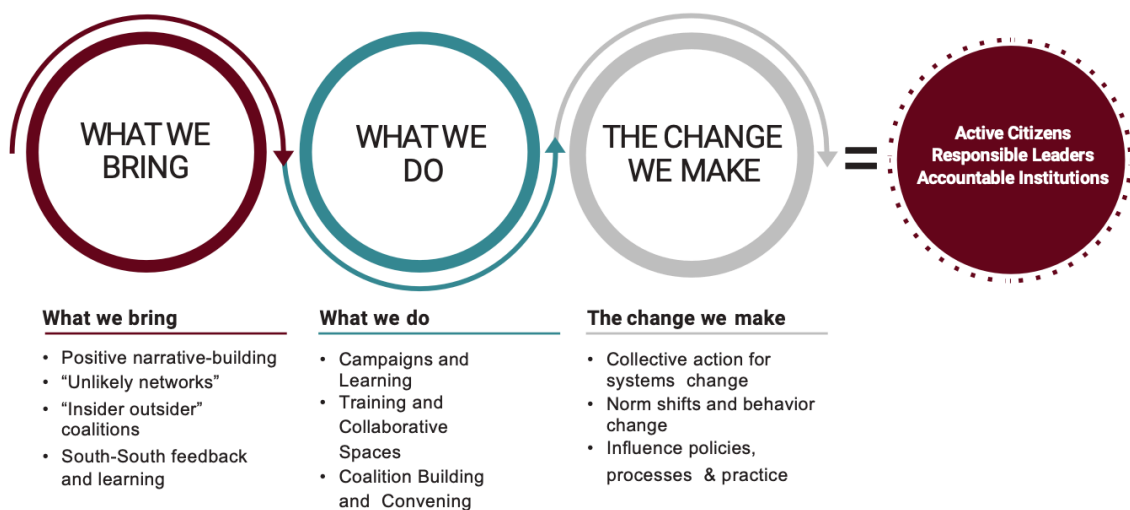 WHAT WE
BRING
WHAT WE
DO
THE CHANGE
WE MAKE
=
Active Citizens
Responsible Leaders
Accountable Institutions
What we bring
• Positive narrative-building
• “Unlikely networks”
• “Insider outsider”
coalitions
• South-South feedback
and learning
What we do
• Campaigns and
Learning
• Training and
Collaborative
Spaces
• Coalition Building
and Convening
The change we make
• Collective action for
systems change
• Norm shifts and behavior
change
• Influence policies,
processes & practice